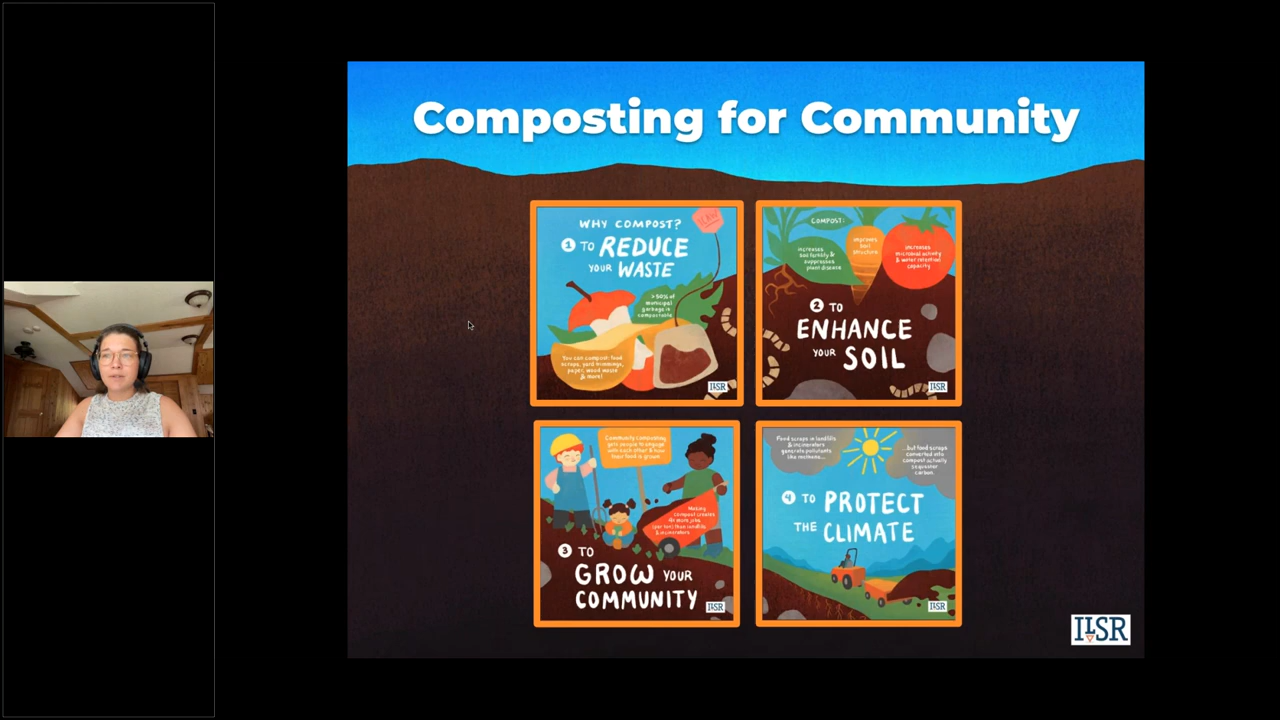 Composting for Community
WHY COMPOST?
1 TO REDUCE
YOUR WASTE
>50% of
municipal
garbage is
compostable
You can compost food
scraps, yard trimmings,
paper, wood waste
& more!
ILSR
COMPOST:
increases
soil fertility &
suppresses
plant disease
improves
soil
structure
increases
microbial activity
& water retention
capacity
2 TO
ENHANCE
YOUR SOIL
ILSR
Community composting
gets people to engage
with each other & how
their food is grown.
Making
compost creates
4x more jobs
(per ton) than landfills
& incinerators
3 TO
GROW YOUR
COMMUNITY
ILSR
Food scraps in landfills
& incinerators
generate pollutants
like methane...
...but food scraps
converted into
compost actually
sequester
carbon.
4 TO PROTECT
THE CLIMATE
ILSR
ILSR